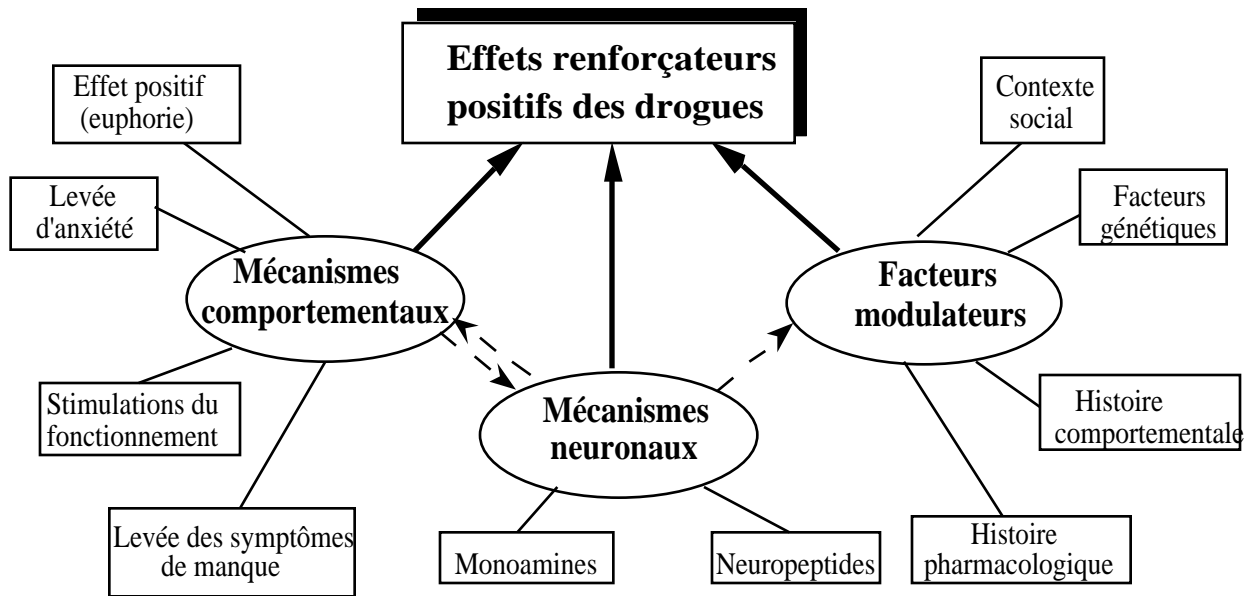 Effets renforçateurs
positifs des drogues
Effet positif
(euphorie)
Contexte
social
Levée
d'anxiété
Facteurs
génétiques
Mécanismes
comportementaux
Facteurs
modulateurs
Stimulations du
fonctionnement
Mécanismes
neuronaux
Histoire
comportementale
Levée des symptômes
de manque
Monoamines
Neuropeptides
Histoire
pharmacologique